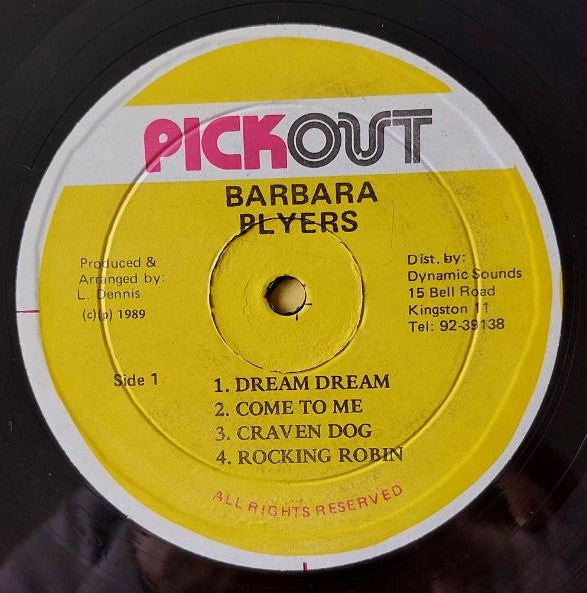 PICKOUT
BARBARA
PLYERS
Produced &
Arranged by:
L. Dennis
(c)(p) 1989
Dist. by:
Dynamic Sounds
15 Bell Road
Kingston 11
Tel: 92-39138
Side 1
1. DREAM DREAM
2. COME TO ME
3. CRAVEN DOG
4. ROCKING ROBIN
ALL RIGHTS RESERVED